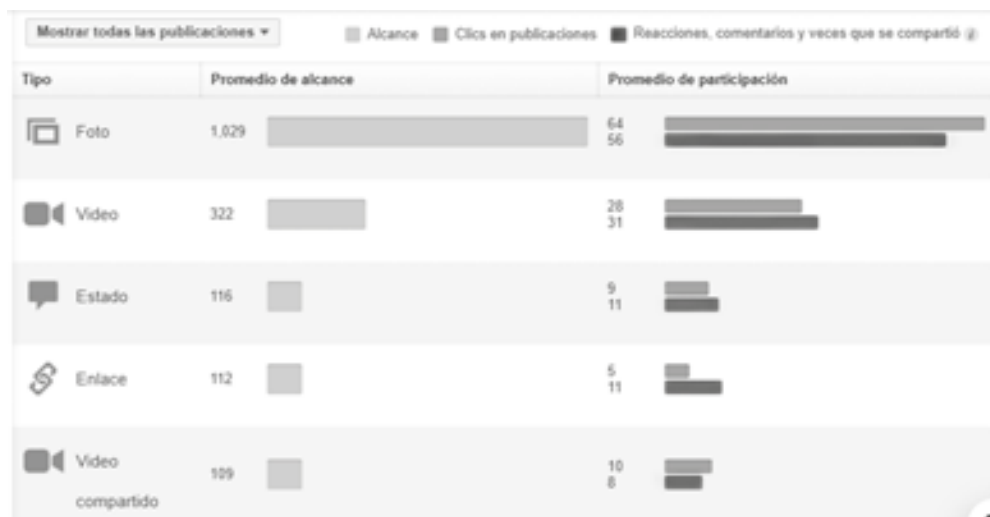 Mostrar todas las publicaciones
Alcance Clics en publicaciones Reacciones, comentarios y veces que se compartió
Tipo Promedio de alcance Promedio de participación
Foto 1,029 64
56
Video 322 28
31
Estado 116 9
11
Enlace 112 5
11
Video
compartido 109 10
8